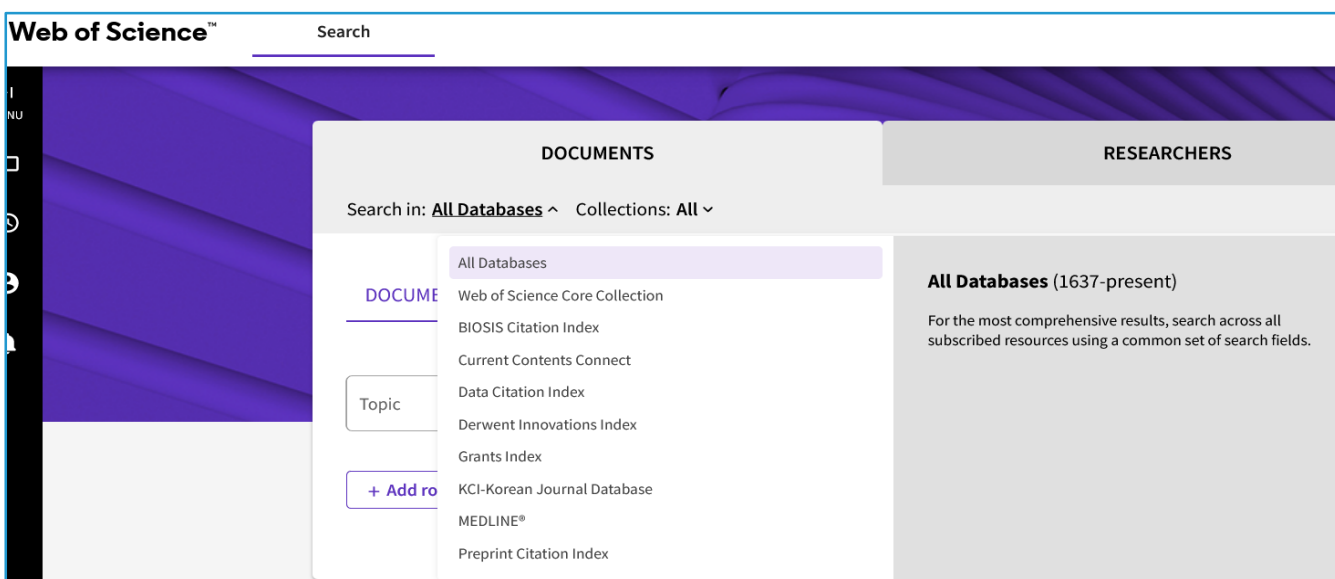 Web of Science™
Search
NU
DOCUMENTS
RESEARCHERS
Search in: All Databases Collections: All
All Databases
Web of Science Core Collection
BIOSIS Citation Index
Current Contents Connect
Data Citation Index
Derwent Innovations Index
Grants Index
KCI-Korean Journal Database
MEDLINE®
Preprint Citation Index
DOCUME
Topic
+ Add ro
All Databases (1637-present)
For the most comprehensive results, search across all
subscribed resources using a common set of search fields.